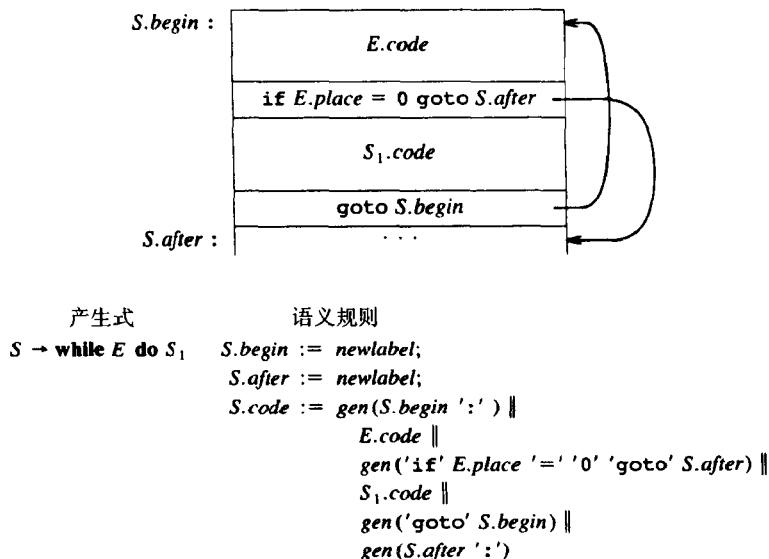 S.begin :
E.code
if E.place = 0 goto S.after
S₁.code
goto S.begin
S.after : · · ·
产生式 语义规则
S → while E do S₁ S.begin := newlabel;
S.after := newlabel;
S.code := gen(S.begin ':') ‖
E.code ‖
gen('if' E.place '=' '0' 'goto' S.after) ‖
S₁.code ‖
gen('goto' S.begin) ‖
gen(S.after ':')